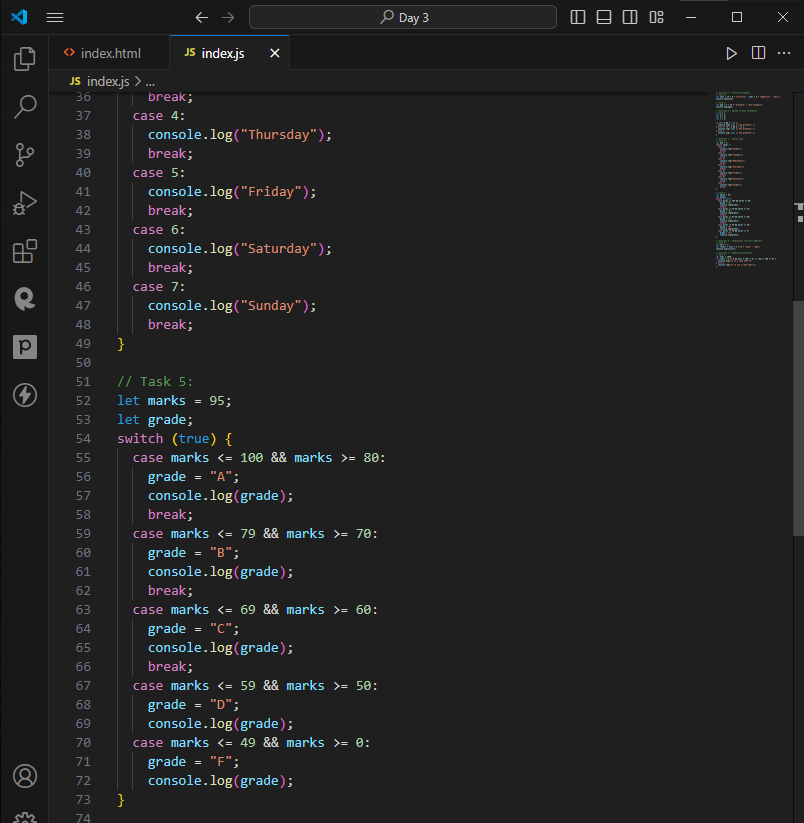 Day 3
index.html
JS index.js
JS index.js > ...
36 break;
37 case 4:
38 console.log("Thursday");
39 break;
40 case 5:
41 console.log("Friday");
42 break;
43 case 6:
44 console.log("Saturday");
45 break;
46 case 7:
47 console.log("Sunday");
48 break;
49 }
50
51 // Task 5:
52 let marks = 95;
53 let grade;
54 switch (true) {
55 case marks <= 100 && marks >= 80:
56 grade = "A";
57 console.log(grade);
58 break;
59 case marks <= 79 && marks >= 70:
60 grade = "B";
61 console.log(grade);
62 break;
63 case marks <= 69 && marks >= 60:
64 grade = "C";
65 console.log(grade);
66 break;
67 case marks <= 59 && marks >= 50:
68 grade = "D";
69 console.log(grade);
70 case marks <= 49 && marks >= 0:
71 grade = "F";
72 console.log(grade);
73 }
74